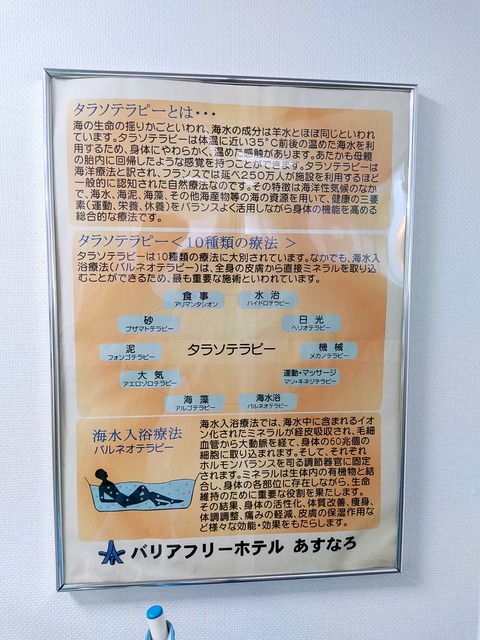 タラソテラピーとは・・・
海の生命の揺りかごといわれ、海水の成分は羊水とほぼ同じといわれ
ています。タラソテラピーは体温に近い35°C前後の温めた海水を利
用するため、身体にやわらかく、温めた感触があります。あたかも母親
の胎内に回帰したような感覚を持つことができます。タラソテラピーは
海洋療法と訳され、フランスでは延べ250万人が施設を利用するほど
一般的に認知された自然療法なのです。その特徴は海洋性気候のなか
で、海水、海泥、海藻、その他海産物等の海の資源を用いて、健康の三要
素(運動、栄養、休養)をバランスよく活用しながら身体の機能を高める
総合的な療法です。
タラソテラピー<10種類の療法 >
タラソテラピーは10種類の療法に大別されています。なかでも、海水入
浴療法(バルネオテラピー)は、全身の皮膚から直接ミネラルを取り込
むことができるため、最も重要な施術といわれています。
食 事
アリマンタシオン
水 治
ハイドロテラピー
砂
プザマトテラピー
日 光
ヘリオテラピー
泥
フォンゴテラピー
タラソテラピー
機 械
メカノテラピー
大 気
アエロゾロテラピー
運動・マッサージ
マソ・キネジテラピー
海 藻
アルゴテラピー
海水浴
バルネオテラピー
海水入浴療法
バルネオテラピー
海水入浴療法では、海水中に含まれるイオ
ン化されたミネラルが経皮吸収され、毛細
血管から大動脈を経て、身体の60兆個の
細胞に取り込まれます。そして、それぞれ
ホルモンバランスを司る調節器官に固定
されます。ミネラルは生体内の有機物と結
合し、身体の各部位に存在しながら、生命
維持のために重要な役割を果たします。
その結果、身体の活性化、体質改善、痩身、
体調調整、痛みの軽減、皮膚の保湿作用な
ど様々な効能・効果をもたらします。
バリアフリーホテル あすなろ